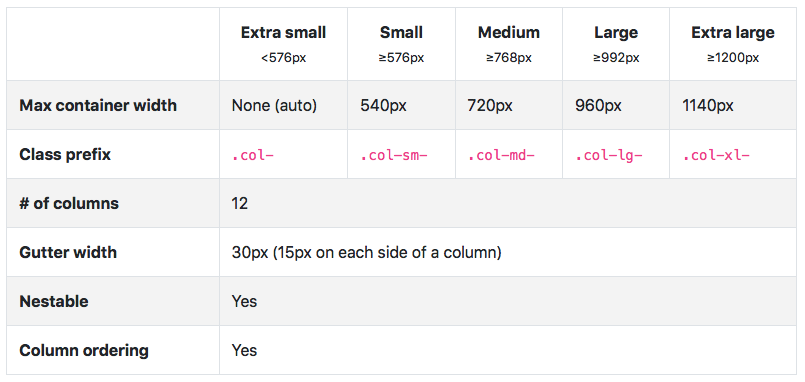 Extra small Small Medium Large Extra large
<576px ≥576px ≥768px ≥992px ≥1200px
Max container width None (auto) 540px 720px 960px 1140px
Class prefix .col- .col-sm- .col-md- .col-lg- .col-xl-
# of columns 12
Gutter width 30px (15px on each side of a column)
Nestable Yes
Column ordering Yes